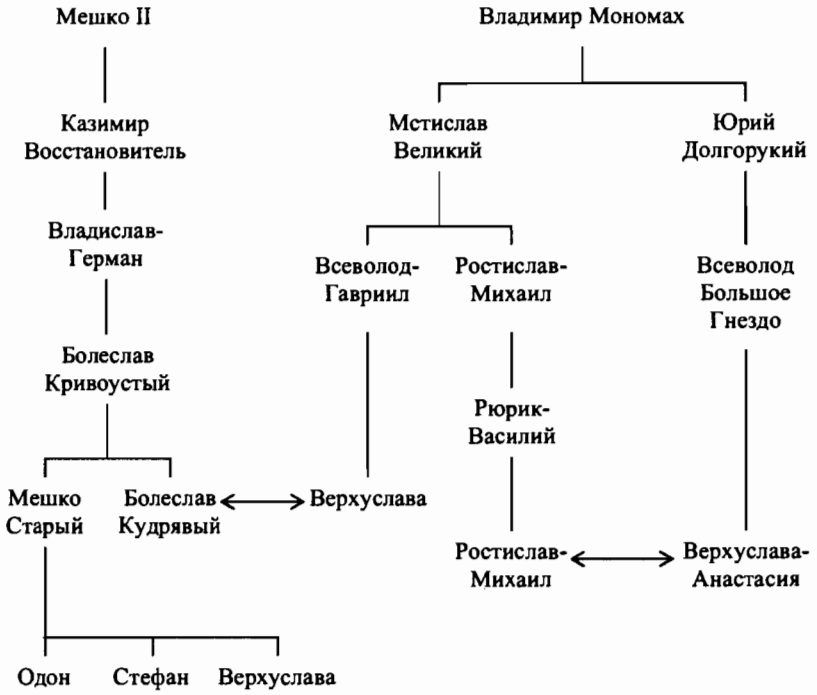 Мешко II
Владимир Мономах
Казимир
Восстановитель
Мстислав
Великий
Юрий
Долгорукий
Владислав-
Герман
Всеволод-
Гавриил
Ростислав-
Михаил
Всеволод
Большое
Гнездо
Болеслав
Кривоустый
Рюрик-
Василий
Мешко
Старый
Болеслав
Кудрявый
Верхуслава
Ростислав-
Михаил
Верхуслава-
Анастасия
Одон
Стефан
Верхуслава